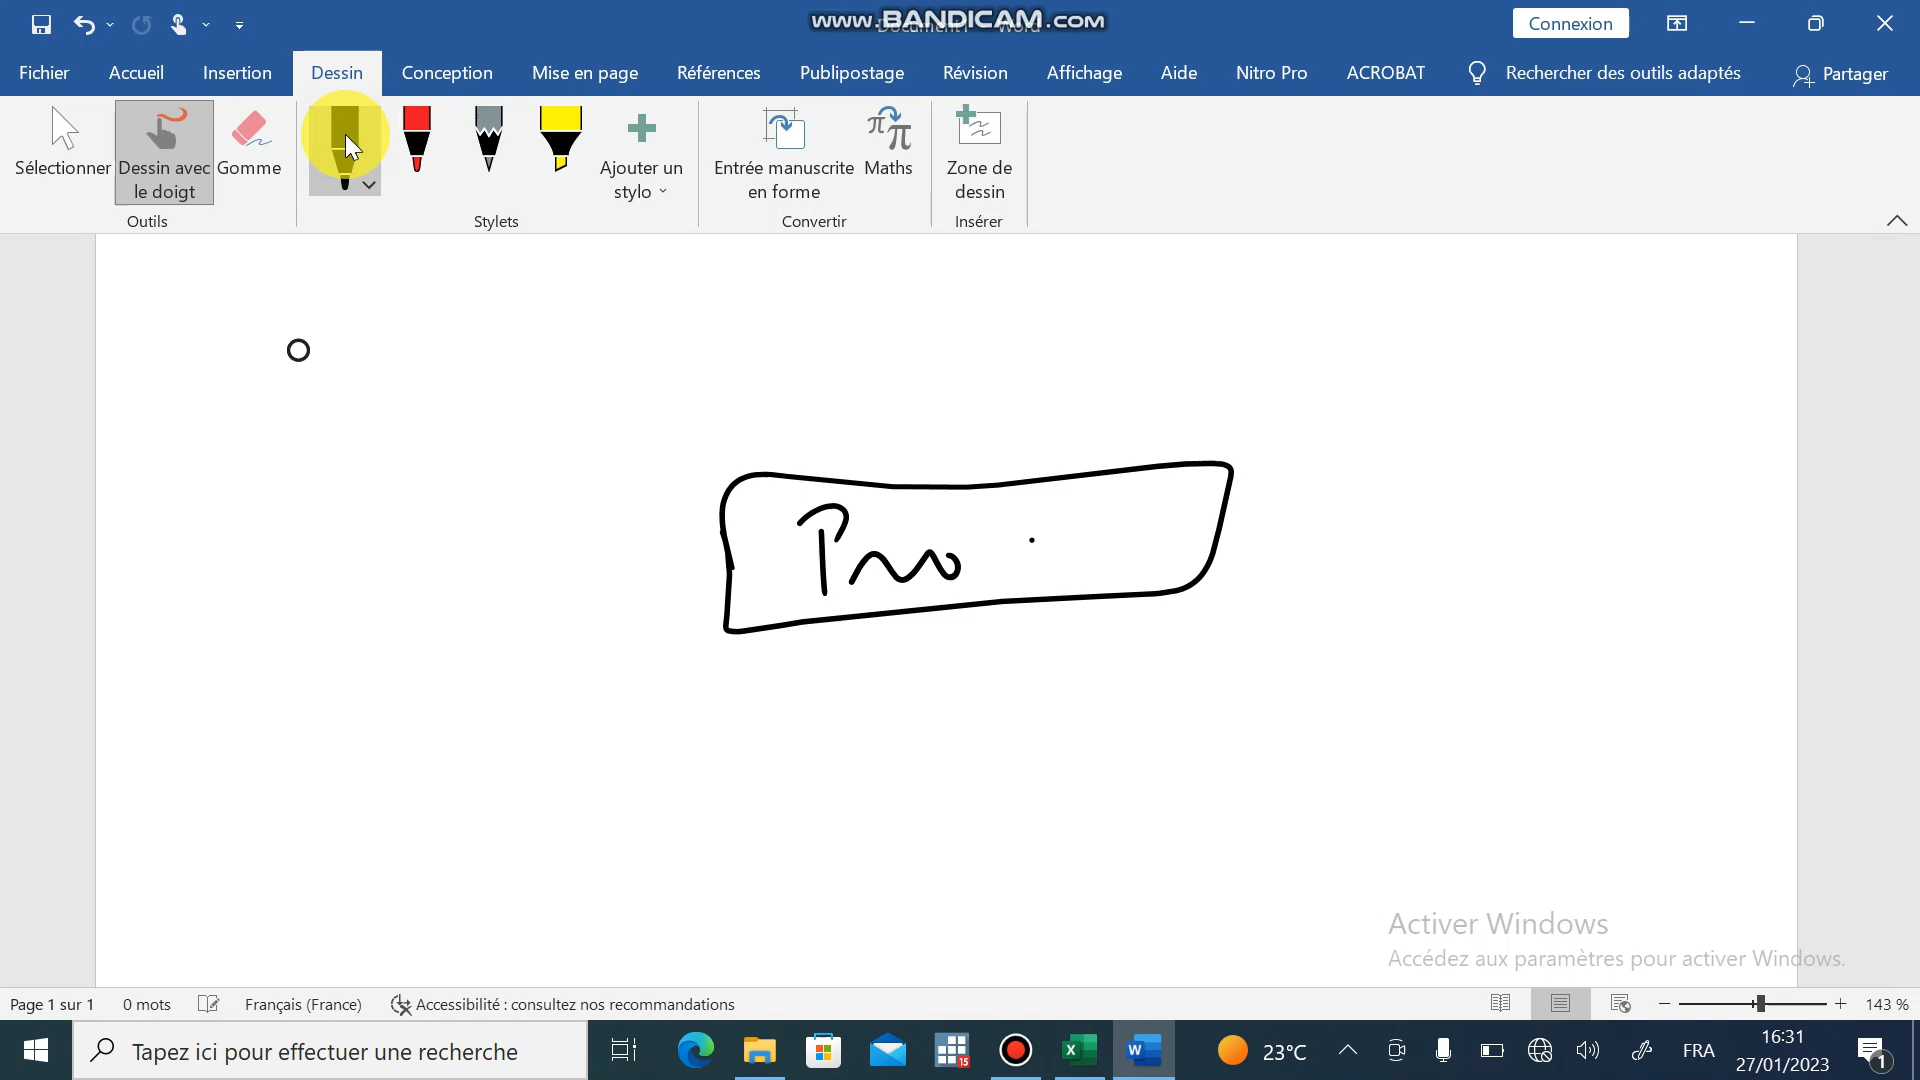 www.BANDICAM.com
Connexion
Fichier Accueil Insertion Dessin Conception Mise en page Références Publipostage Révision Affichage Aide Nitro Pro ACROBAT Rechercher des outils adaptés Partager
Sélectionner Dessin avec le doigt Gomme Ajouter un stylo Entrée manuscrite en forme Maths Zone de dessin
Outils Stylets Convertir Insérer
Activer Windows
Accédez aux paramètres pour activer Windows.
Page 1 sur 1 0 mots Français (France) Accessibilité : consultez nos recommandations 143 %
Tapez ici pour effectuer une recherche 15 23°C FRA 16:31
27/01/2023 1